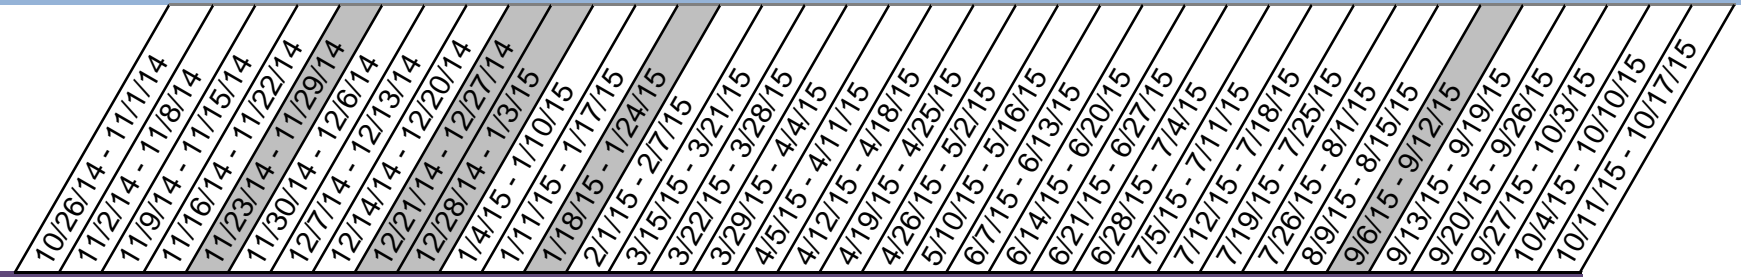 10/26/14 - 11/1/14
11/2/14 - 11/8/14
11/9/14 - 11/15/14
11/16/14 - 11/22/14
11/23/14 - 11/29/14
11/30/14 - 12/6/14
12/7/14 - 12/13/14
12/14/14 - 12/20/14
12/21/14 - 12/27/14
12/28/14 - 1/3/15
1/4/15 - 1/10/15
1/11/15 - 1/17/15
1/18/15 - 1/24/15
2/1/15 - 2/7/15
3/15/15 - 3/21/15
3/22/15 - 3/28/15
3/29/15 - 4/4/15
4/5/15 - 4/11/15
4/12/15 - 4/18/15
4/19/15 - 4/25/15
4/26/15 - 5/2/15
5/10/15 - 5/16/15
6/7/15 - 6/13/15
6/14/15 - 6/20/15
6/21/15 - 6/27/15
6/28/15 - 7/4/15
7/5/15 - 7/11/15
7/12/15 - 7/18/15
7/19/15 - 7/25/15
7/26/15 - 8/1/15
8/9/15 - 8/15/15
9/6/15 - 9/12/15
9/13/15 - 9/19/15
9/20/15 - 9/26/15
9/27/15 - 10/3/15
10/4/15 - 10/10/15
10/11/15 - 10/17/15